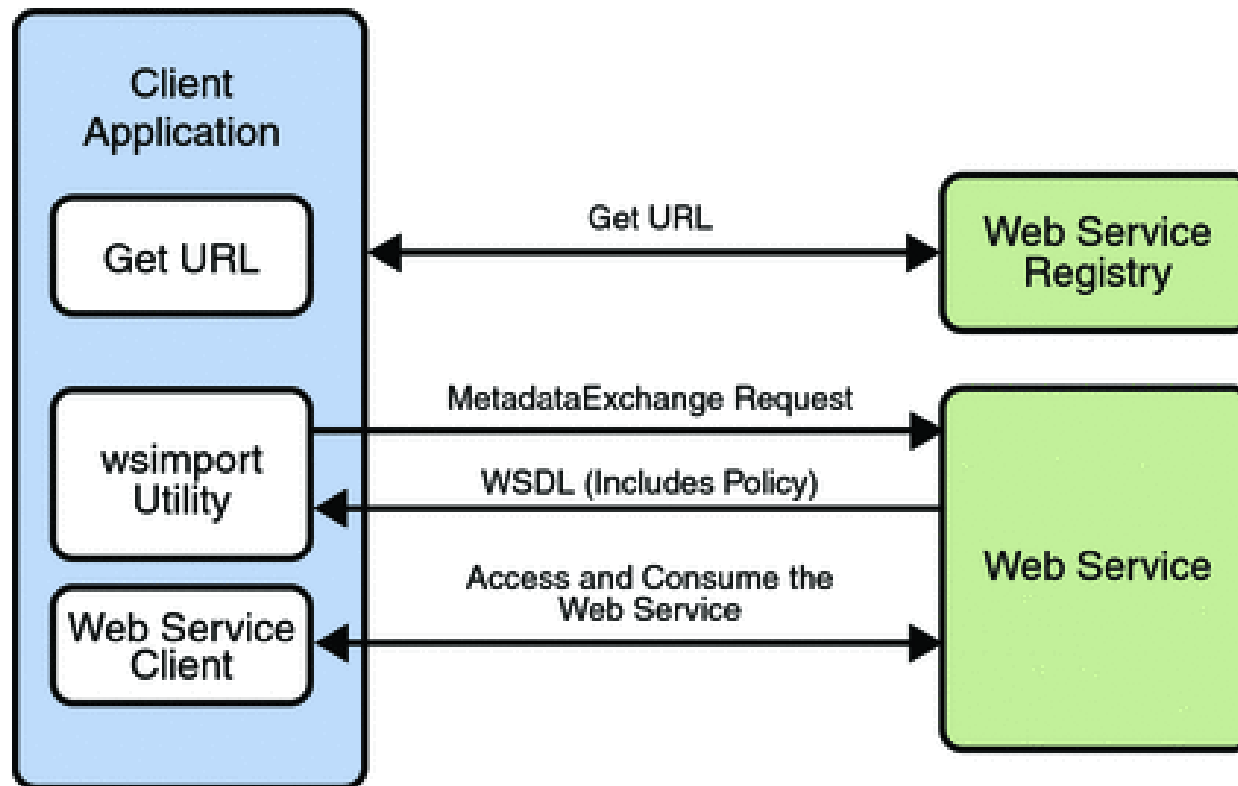 Client
Application
Get URL
Get URL
Web Service
Registry
wsimport
Utility
MetadataExchange Request
WSDL (Includes Policy)
Web Service
Access and Consume the
Web Service
Web Service
Client